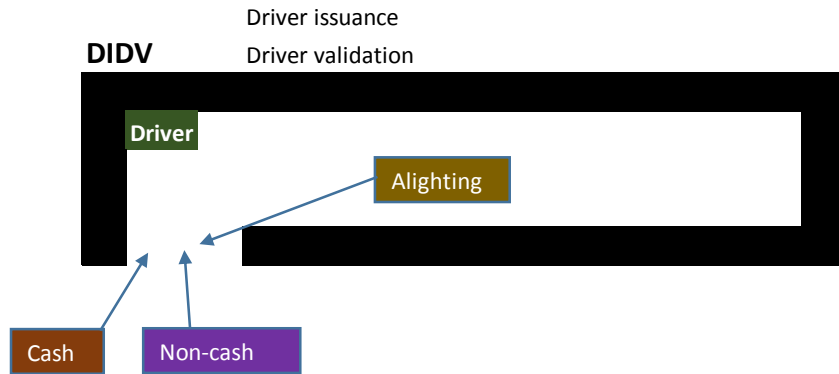 Driver issuance
DIDV Driver validation
Driver
Alighting
Cash
Non-cash